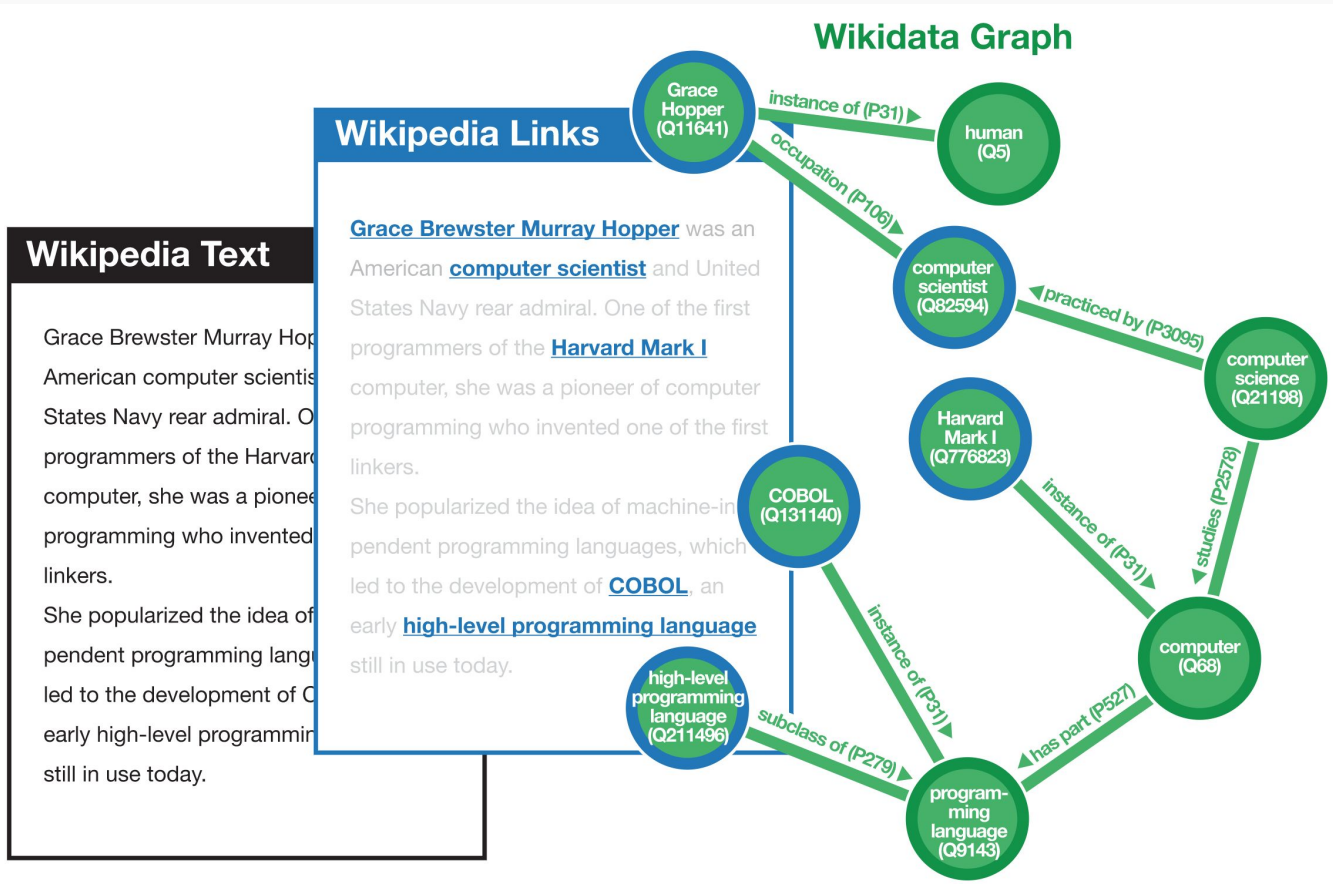 Wikidata Graph
Wikipedia Text
Grace Brewster Murray Hop
American computer scientis
States Navy rear admiral. O
programmers of the Harvard
computer, she was a pionee
programming who invented
linkers.
She popularized the idea of
pendent programming langu
led to the development of C
early high-level programmin
still in use today.
Wikipedia Links
Grace Brewster Murray Hopper was an
American computer scientist and United
States Navy rear admiral. One of the first
programmers of the Harvard Mark I
computer, she was a pioneer of computer
programming who invented one of the first
linkers.
She popularized the idea of machine-in
pendent programming languages, which
led to the development of COBOL, an
early high-level programming language
still in use today.
Grace
Hopper
(Q11641)
instance of (P31)
human
(Q5)
occupation (P106)
computer
scientist
(Q82594)
practiced by (P3095)
computer
science
(Q21198)
Harvard
Mark I
(Q776823)
instance of (P31)
studies (P2578)
COBOL
(Q131140)
instance of (P31)
computer
(Q68)
has part (P527)
high-level
programming
language
(Q211496)
subclass of (P279)
program-
ming
language
(Q9143)